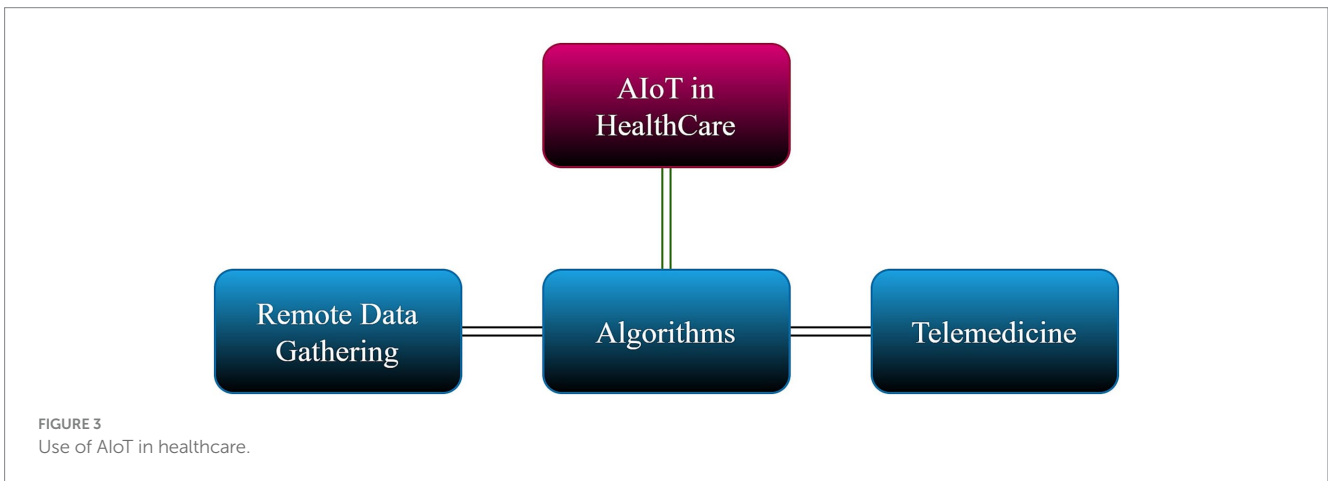 AIoT in
HealthCare
Remote Data
Gathering
Algorithms
Telemedicine
FIGURE 3
Use of AIoT in healthcare.